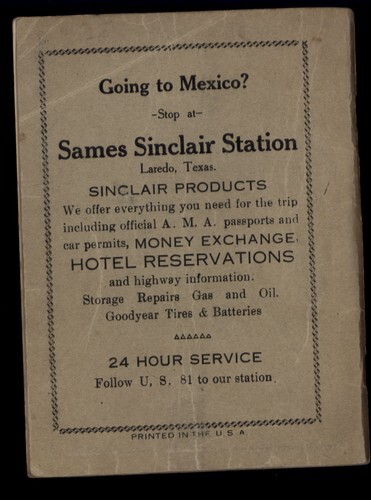 Going to Mexico?
-Stop at-
Sames Sinclair Station
Laredo, Texas.
SINCLAIR PRODUCTS
We offer everything you need for the trip
including official A. M. A. passports and
car permits, MONEY EXCHANGE,
HOTEL RESERVATIONS
and highway information.
Storage Repairs Gas and Oil.
Goodyear Tires & Batteries
24 HOUR SERVICE
Follow U. S. 81 to our station.
PRINTED IN THE U. S. A